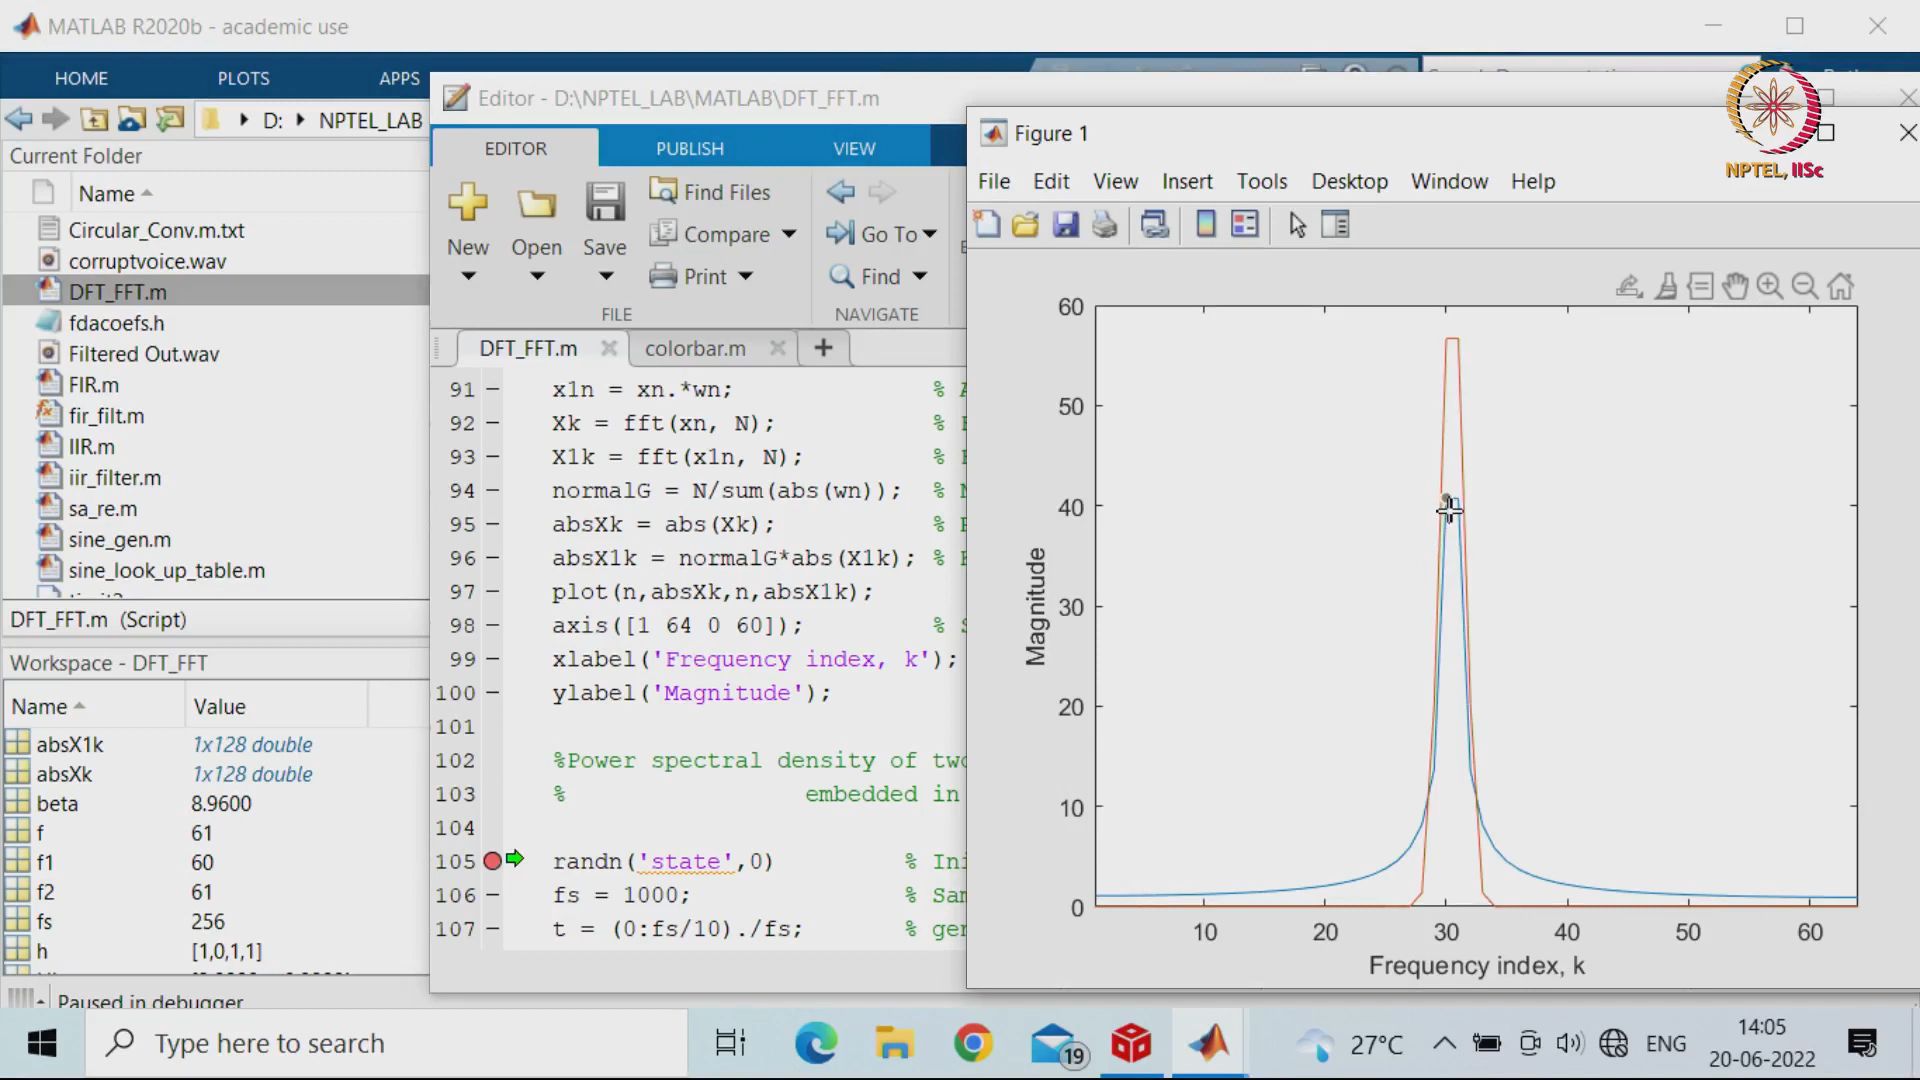 MATLAB R2020b - academic use
HOME PLOTS APPS
D: NPTEL_LAB
Current Folder
Name
Circular_Conv.m.txt
corruptvoice.wav
DFT_FFT.m
fdacoefs.h
Filtered Out.wav
FIR.m
fir_filt.m
IIR.m
iir_filter.m
sa_re.m
sine_gen.m
sine_look_up_table.m
DFT_FFT.m (Script)
Workspace - DFT_FFT
Name Value
absX1k 1x128 double
absXk 1x128 double
beta 8.9600
f 61
f1 60
f2 61
fs 256
h [1,0,1,1]
Paused in debugger
Editor - D:\NPTEL_LAB\MATLAB\DFT_FFT.m
EDITOR PUBLISH VIEW
New Open Save
Find Files
Compare
Print
Go To
Find
FILE NAVIGATE
DFT_FFT.m colorbar.m
91 x1n = xn.*wn; %
92 Xk = fft(xn, N); %
93 X1k = fft(x1n, N); %
94 normalG = N/sum(abs(wn)); %
95 absXk = abs(Xk); %
96 absX1k = normalG*abs(X1k); %
97 plot(n,absXk,n,absX1k);
98 axis([1 64 0 60]); %
99 xlabel('Frequency index, k');
100 ylabel('Magnitude');
101
102 %Power spectral density of two
103 % embedded in
104
105 randn('state',0) % Ini
106 fs = 1000; % Sam
107 t = (0:fs/10)./fs; % gen
Figure 1
File Edit View Insert Tools Desktop Window Help
60
50
40
30
20
10
0
10 20 30 40 50 60
Magnitude
Frequency index, k
NPTEL, IISc
Type here to search
19
27°C
ENG
14:05
20-06-2022